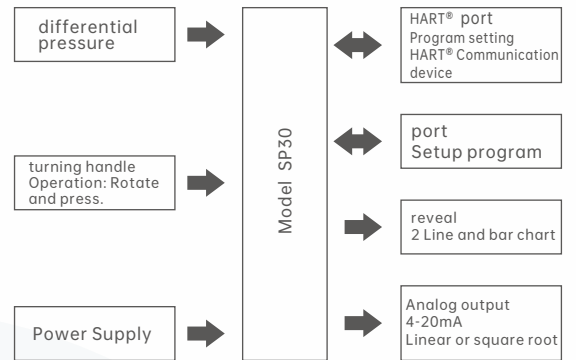 differential
pressure
turning handle
Operation: Rotate
and press.
Power Supply
Model SP30
HART® port
Program setting
HART® Communication
device
port
Setup program
reveal
2 Line and bar chart
Analog output
4-20mA
Linear or square root